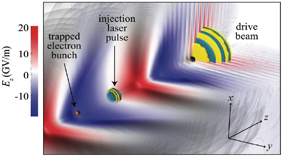 injection
laser
pulse
drive
beam
trapped
electron
bunch
20
10
0
-10
E_z (GV/m)
x
z
y